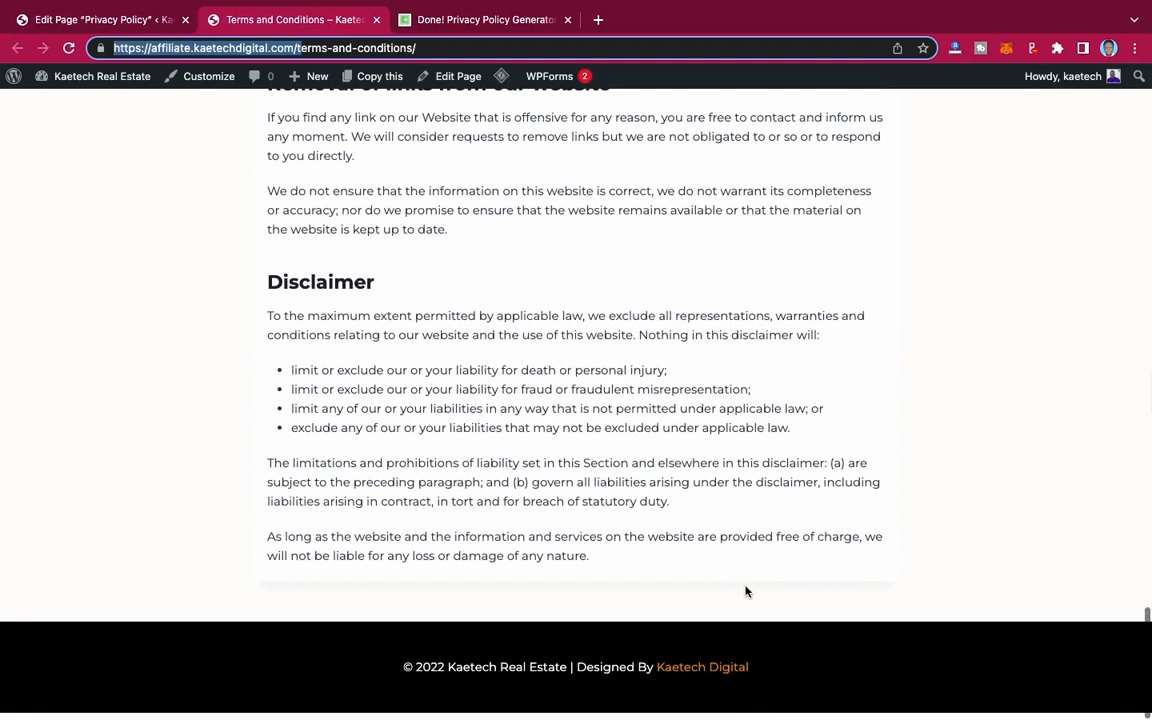 Edit Page “Privacy Policy” ‹ Ka
Terms and Conditions – Kaetec
Done! Privacy Policy Generator
https://affiliate.kaetechdigital.com/terms-and-conditions/
Kaetech Real Estate
Customize
0
New
Copy this
Edit Page
WPForms
2
Howdy, kaetech
Removal of links from our website
If you find any link on our Website that is offensive for any reason, you are free to contact and inform us
any moment. We will consider requests to remove links but we are not obligated to or so or to respond
to you directly.
We do not ensure that the information on this website is correct, we do not warrant its completeness
or accuracy; nor do we promise to ensure that the website remains available or that the material on
the website is kept up to date.
Disclaimer
To the maximum extent permitted by applicable law, we exclude all representations, warranties and
conditions relating to our website and the use of this website. Nothing in this disclaimer will:
• limit or exclude our or your liability for death or personal injury;
• limit or exclude our or your liability for fraud or fraudulent misrepresentation;
• limit any of our or your liabilities in any way that is not permitted under applicable law; or
• exclude any of our or your liabilities that may not be excluded under applicable law.
The limitations and prohibitions of liability set in this Section and elsewhere in this disclaimer: (a) are
subject to the preceding paragraph; and (b) govern all liabilities arising under the disclaimer, including
liabilities arising in contract, in tort and for breach of statutory duty.
As long as the website and the information and services on the website are provided free of charge, we
will not be liable for any loss or damage of any nature.
© 2022 Kaetech Real Estate | Designed By Kaetech Digital